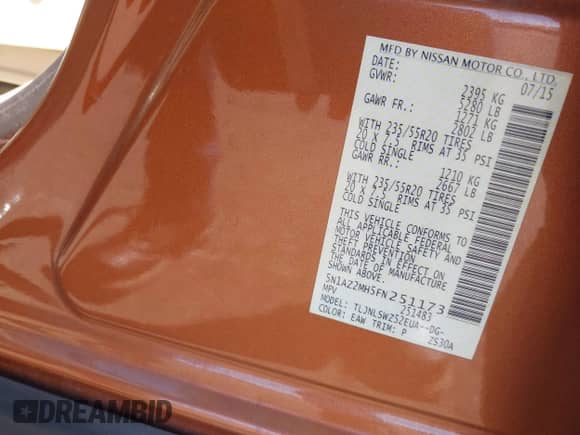 MFD BY NISSAN MOTOR CO., LTD.
DATE: 07/15
GVWR: 2395 KG
5280 LB
GAWR FR.: 1271 KG
2802 LB
WITH 235/55R20 TIRES
20 X 7.5 RIMS AT 35 PSI
COLD SINGLE
GAWR RR.: 1210 KG
2667 LB
WITH 235/55R20 TIRES
20 X 7.5 RIMS AT 35 PSI
COLD SINGLE
THIS VEHICLE CONFORMS TO
ALL APPLICABLE FEDERAL
MOTOR VEHICLE SAFETY AND
THEFT PREVENTION
STANDARDS IN EFFECT ON
THE DATE OF MANUFACTURE
SHOWN ABOVE.
5N1AZ2MH5FN251173
MPV 251483
MODEL: TLJNLSWZ52EUA--DG-
COLOR: EAW TRIM: P ZS30A
DREAMBID